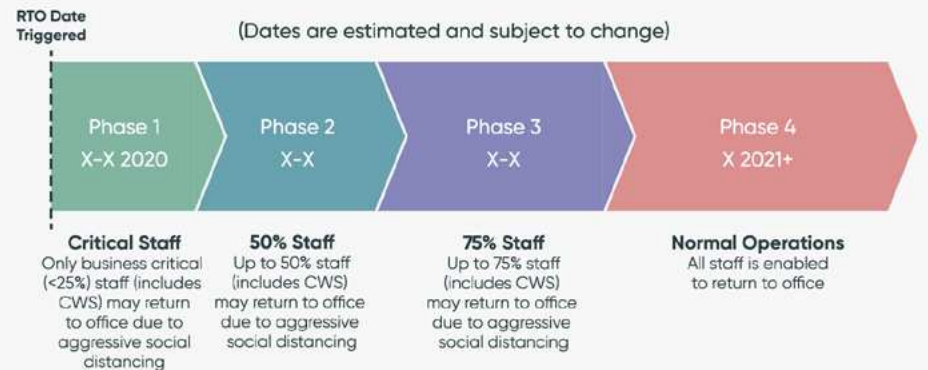 RTO Date
Triggered
(Dates are estimated and subject to change)
Phase 1
X-X 2020
Phase 2
X-X
Phase 3
X-X
Phase 4
X 2021+
Critical Staff
Only business critical
(<25%) staff (includes
CWS) may return
to office due to
aggressive social
distancing
50% Staff
Up to 50% staff
(includes CWS)
may return to office
due to aggressive
social distancing
75% Staff
Up to 75% staff
(includes CWS)
may return to office
due to aggressive
social distancing
Normal Operations
All staff is enabled
to return to office